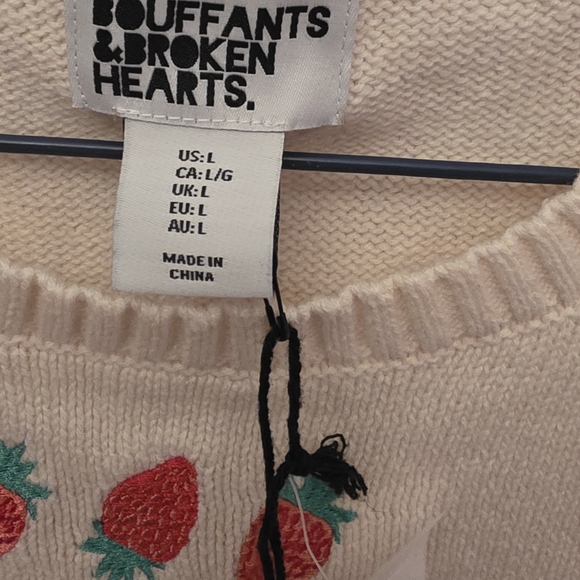 BOUFFANTS
&BROKEN
HEARTS.
US: L
CA: L/G
UK: L
EU: L
AU: L
MADE IN
CHINA